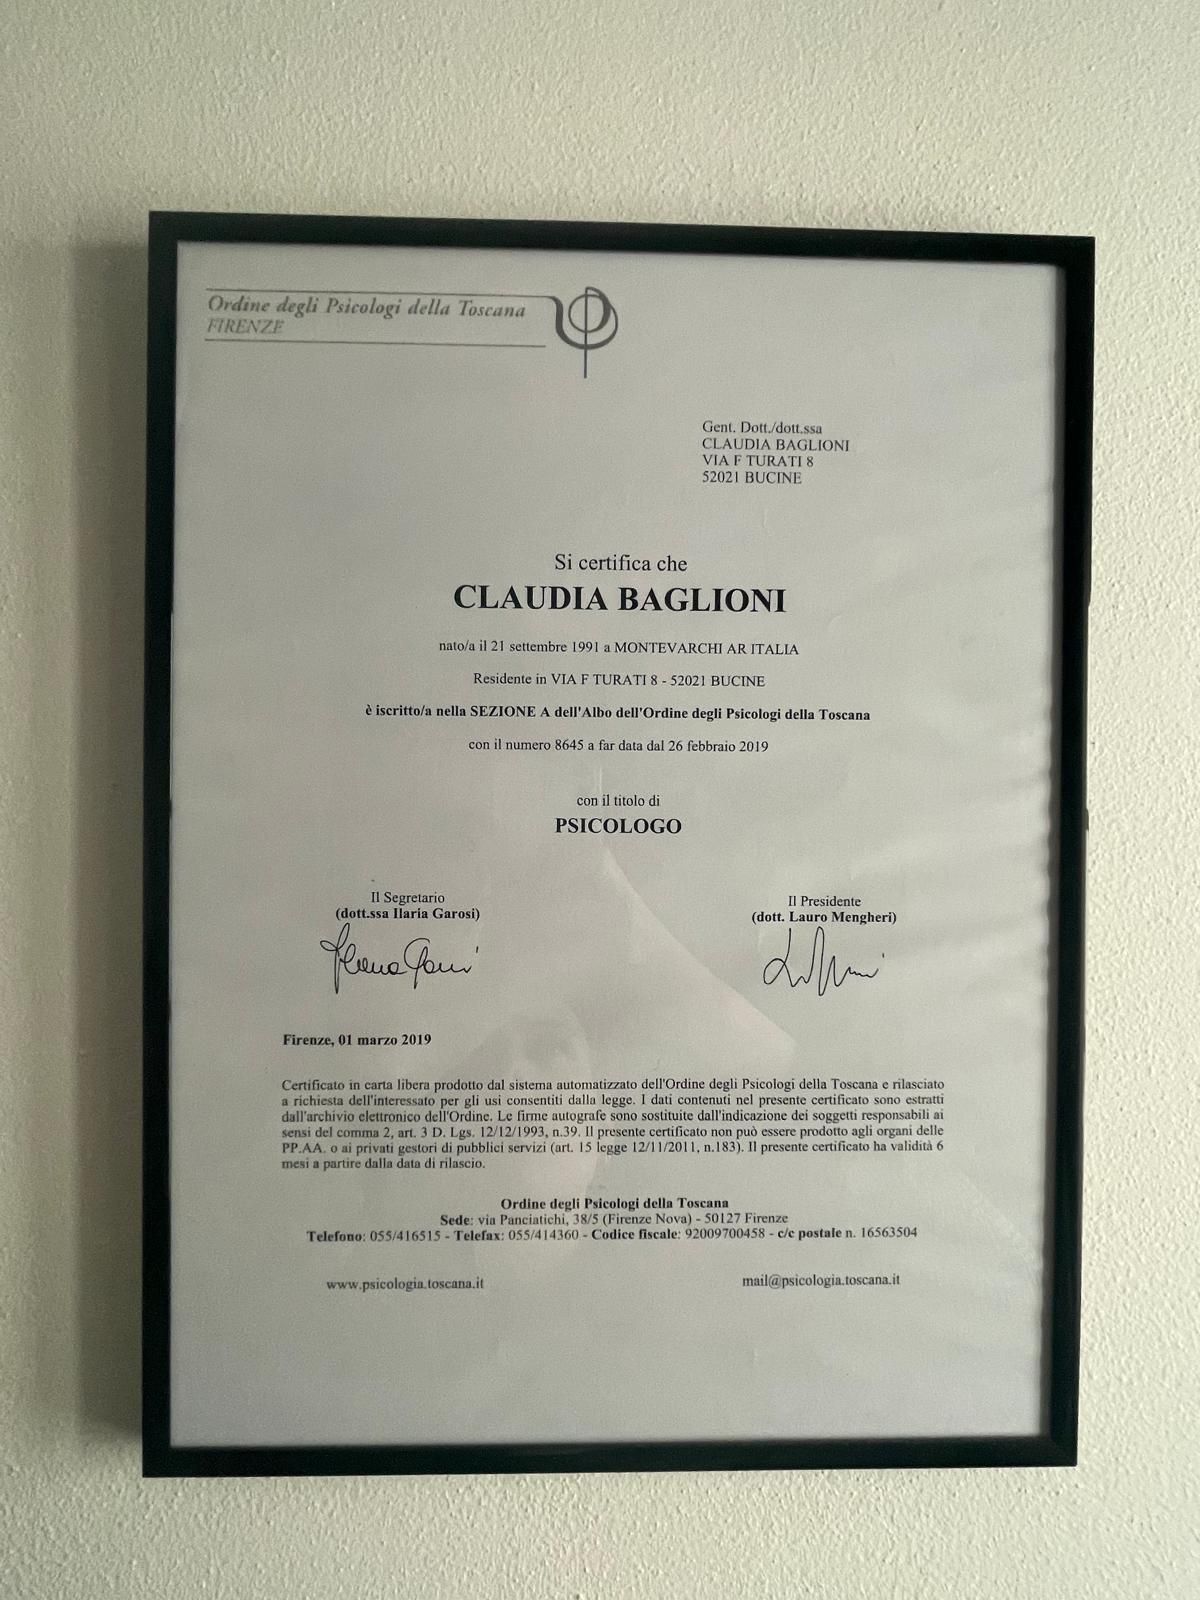 Ordine degli Psicologi della Toscana
FIRENZE
Gent. Dott./dott.ssa
CLAUDIA BAGLIONI
VIA F TURATI 8
52021 BUCINE
Si certifica che
CLAUDIA BAGLIONI
nato/a il 21 settembre 1991 a MONTEVARCHI AR ITALIA
Residente in VIA F TURATI 8 - 52021 BUCINE
è iscritto/a nella SEZIONE A dell'Albo dell'Ordine degli Psicologi della Toscana
con il numero 8645 a far data dal 26 febbraio 2019
con il titolo di
PSICOLOGO
Il Segretario
(dott.ssa Ilaria Garosi)
Il Presidente
(dott. Lauro Mengheri)
Firenze, 01 marzo 2019
Certificato in carta libera prodotto dal sistema automatizzato dell'Ordine degli Psicologi della Toscana e rilasciato
a richiesta dell'interessato per gli usi consentiti dalla legge. I dati contenuti nel presente certificato sono estratti
dall'archivio elettronico dell'Ordine. Le firme autografe sono sostituite dall'indicazione dei soggetti responsabili ai
sensi del comma 2, art. 3 D. Lgs. 12/12/1993, n.39. Il presente certificato non può essere prodotto agli organi delle
PP.AA. o ai privati gestori di pubblici servizi (art. 15 legge 12/11/2011, n.183). Il presente certificato ha validità 6
mesi a partire dalla data di rilascio.
Ordine degli Psicologi della Toscana
Sede: via Panciatichi, 38/5 (Firenze Nova) - 50127 Firenze
Telefono: 055/416515 - Telefax: 055/414360 - Codice fiscale: 92009700458 - c/c postale n. 16563504
www.psicologia.toscana.it
mail@psicologia.toscana.it